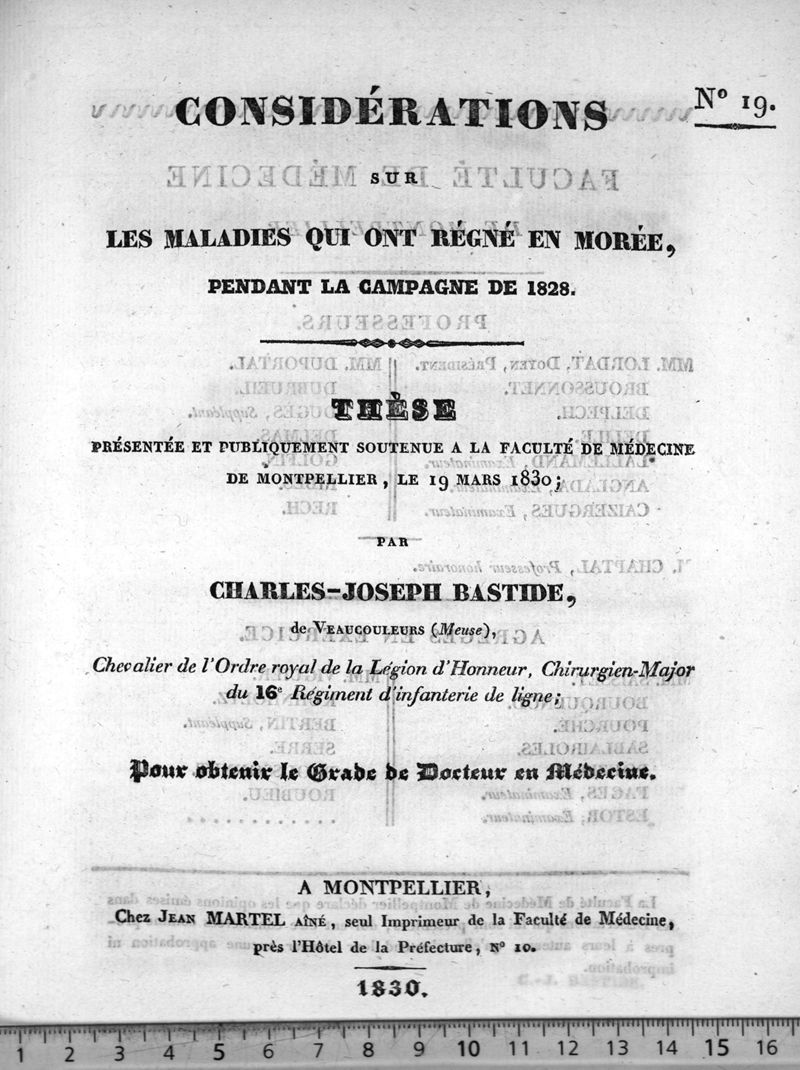 CONSIDÉRATIONS
N° 19.
SUR
LES MALADIES QUI ONT RÉGNÉ EN MORÉE,
PENDANT LA CAMPAGNE DE 1828.
THÈSE
PRÉSENTÉE ET PUBLIQUEMENT SOUTENUE A LA FACULTÉ DE MÉDECINE
DE MONTPELLIER, LE 19 MARS 1830;
PAR
CHARLES-JOSEPH BASTIDE,
de VEAUCOULEURS (Meuse),
Chevalier de l'Ordre royal de la Légion d'Honneur, Chirurgien-Major
du 16e Régiment d'infanterie de ligne;
Pour obtenir le Grade de Docteur en Médecine.
A MONTPELLIER,
Chez JEAN MARTEL AÎNÉ, seul Imprimeur de la Faculté de Médecine,
près l'Hôtel de la Préfecture, N° 10.
1830.
1 2 3 4 5 6 7 8 9 10 11 12 13 14 15 16